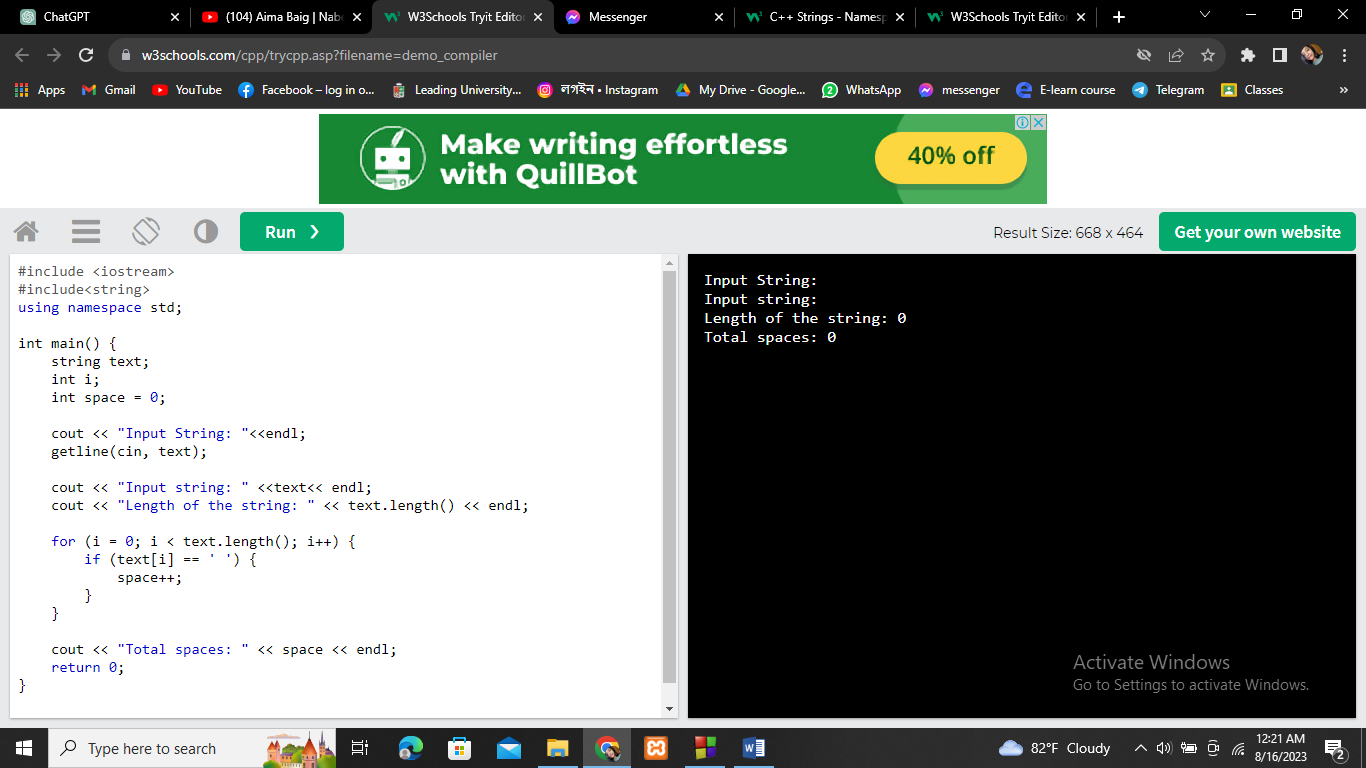 ChatGPT
(104) Aima Baig | Nab
W3Schools Tryit Edito
Messenger
C++ Strings - Namesp
W3Schools Tryit Edito
w3schools.com/cpp/trycpp.asp?filename=demo_compiler
Apps
Gmail
YouTube
Facebook – log in o...
Leading University...
লগইন • Instagram
My Drive - Google...
WhatsApp
messenger
E-learn course
Telegram
Classes
»
Make writing effortless
with QuillBot
40% off
Run ❯
Result Size: 668 x 464
Get your own website
#include <iostream>
#include<string>
using namespace std;
int main() {
string text;
int i;
int space = 0;
cout << "Input String: "<<endl;
getline(cin, text);
cout << "Input string: " <<text<< endl;
cout << "Length of the string: " << text.length() << endl;
for (i = 0; i < text.length(); i++) {
if (text[i] == ' ') {
space++;
}
}
cout << "Total spaces: " << space << endl;
return 0;
}
Input String:
Input string:
Length of the string: 0
Total spaces: 0
Activate Windows
Go to Settings to activate Windows.
Type here to search
82°F Cloudy
12:21 AM
8/16/2023
2